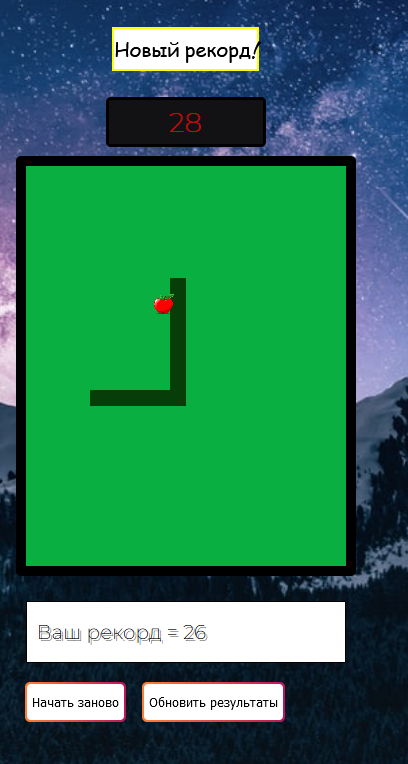 Новый рекорд!
28
Ваш рекорд = 26
Начать заново
Обновить результаты